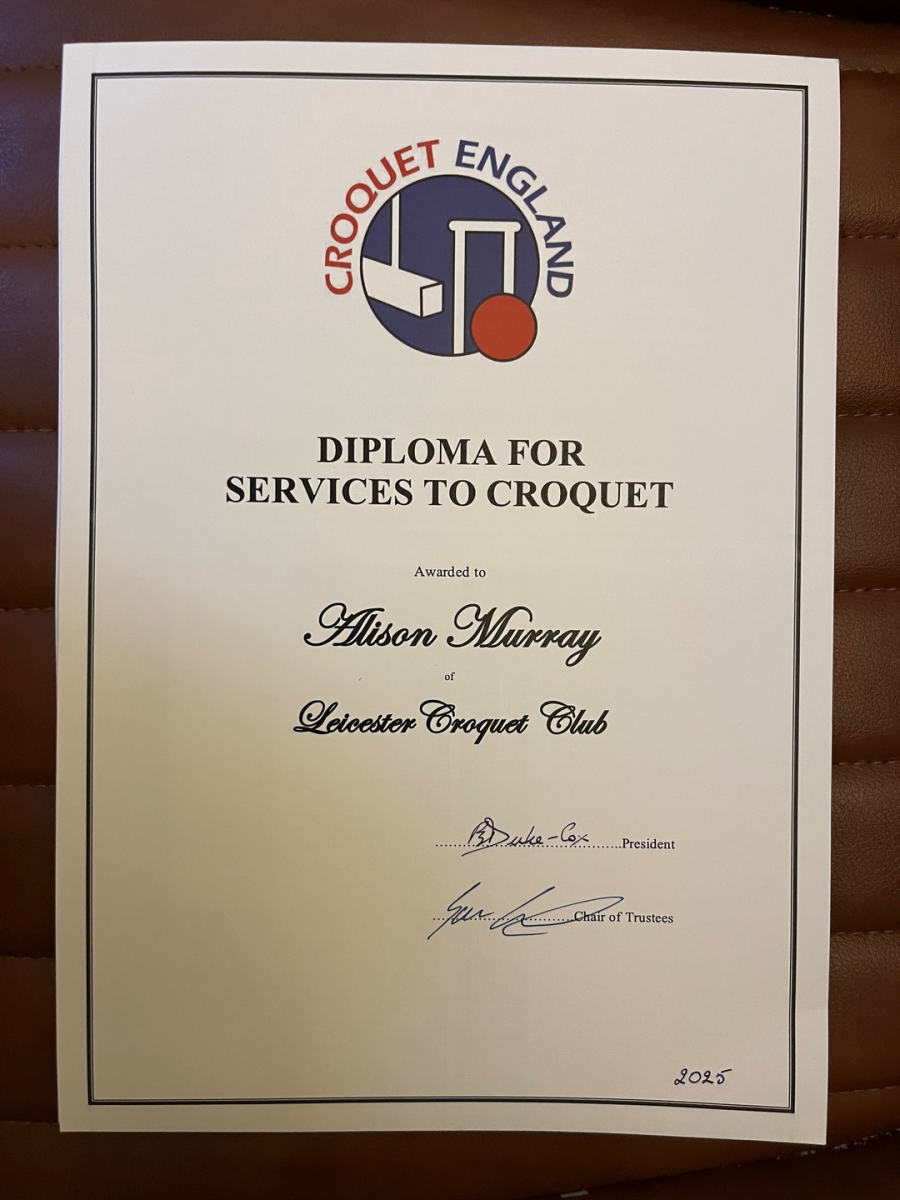 CROQUET ENGLAND
DIPLOMA FOR
SERVICES TO CROQUET
Awarded to
Alison Murray
of
Leicester Croquet Club
Duke-Cox President
Chair of Trustees
2025